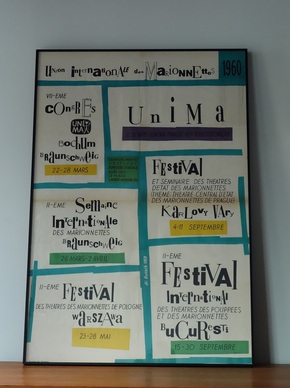 Union internationale des Marionnettes 1960
VII-EME
CONGRES
UNIMA
BOCHUM
BRAUNSCHWEIG
22-28 MARS
UNIMA
FESTIVAL
ET SEMINAIRE DES THEATRES
D'ETAT DES MARIONNETTES
(THEME: THEATRE CENTRAL D'ETAT
DES MARIONNETTES DE PRAGUE)
KARLOVY VARY
4-11 SEPTEMBRE
II-EME SEMAINE
INTERNATIONALE
DES MARIONNETTES
BRAUNSCHWEIG
28 MARS-3 AVRIL
II-EME FESTIVAL
DES THEATRES DES MARIONNETTES DE POLOGNE
WARSZAWA
25-28 MAI
II-EME
FESTIVAL
INTERNATIONAL
DES THEATRES DES POUPPEES
ET DES MARIONNETTES
BUCURESTI
15-30 SEPTEMBRE